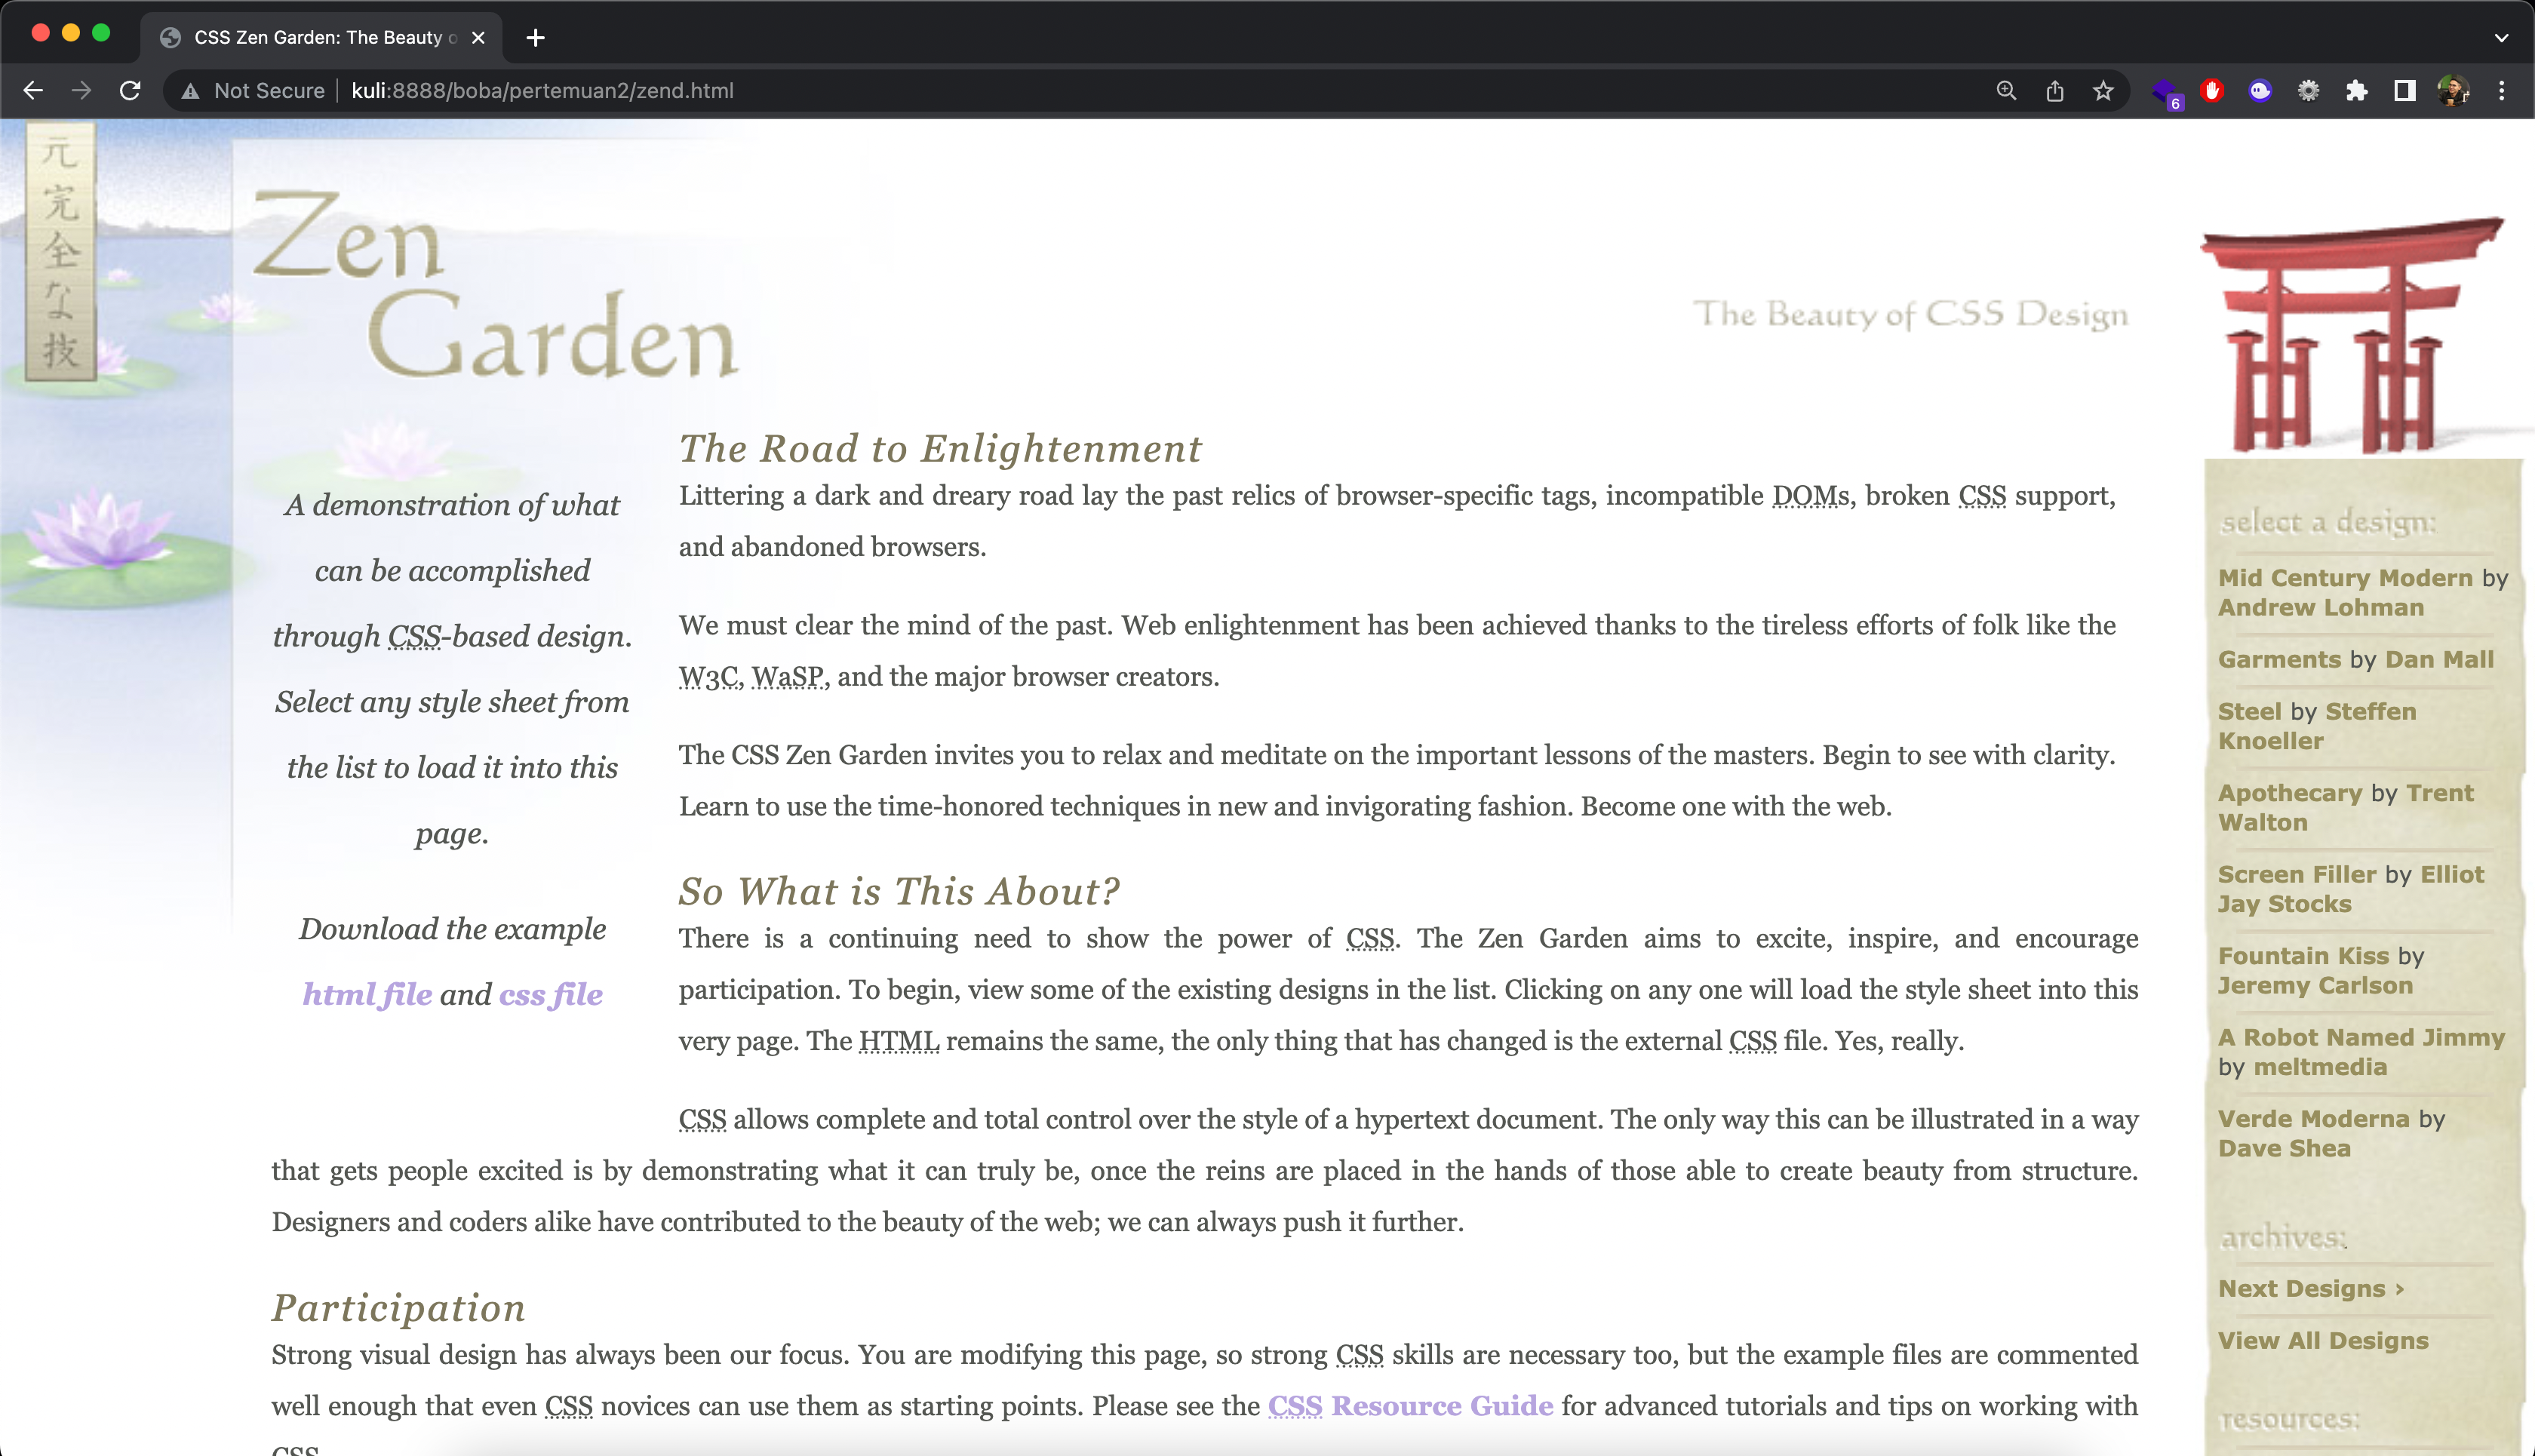 CSS Zen Garden: The Beauty o
Not Secure
kuli:8888/boba/pertemuan2/zend.html
6
元
完
全
な
技
Zen
Garden
The Beauty of CSS Design
A demonstration of what
can be accomplished
through CSS-based design.
Select any style sheet from
the list to load it into this
page.
Download the example
html file and css file
The Road to Enlightenment
Littering a dark and dreary road lay the past relics of browser-specific tags, incompatible DOMs, broken CSS support,
and abandoned browsers.
We must clear the mind of the past. Web enlightenment has been achieved thanks to the tireless efforts of folk like the
W3C, WaSP, and the major browser creators.
The CSS Zen Garden invites you to relax and meditate on the important lessons of the masters. Begin to see with clarity.
Learn to use the time-honored techniques in new and invigorating fashion. Become one with the web.
So What is This About?
There is a continuing need to show the power of CSS. The Zen Garden aims to excite, inspire, and encourage
participation. To begin, view some of the existing designs in the list. Clicking on any one will load the style sheet into this
very page. The HTML remains the same, the only thing that has changed is the external CSS file. Yes, really.
CSS allows complete and total control over the style of a hypertext document. The only way this can be illustrated in a way
that gets people excited is by demonstrating what it can truly be, once the reins are placed in the hands of those able to create beauty from structure.
Designers and coders alike have contributed to the beauty of the web; we can always push it further.
Participation
Strong visual design has always been our focus. You are modifying this page, so strong CSS skills are necessary too, but the example files are commented
well enough that even CSS novices can use them as starting points. Please see the CSS Resource Guide for advanced tutorials and tips on working with
CSS.
select a design:
Mid Century Modern by
Andrew Lohman
Garments by Dan Mall
Steel by Steffen
Knoeller
Apothecary by Trent
Walton
Screen Filler by Elliot
Jay Stocks
Fountain Kiss by
Jeremy Carlson
A Robot Named Jimmy
by meltmedia
Verde Moderna by
Dave Shea
archives:
Next Designs ›
View All Designs
resources: